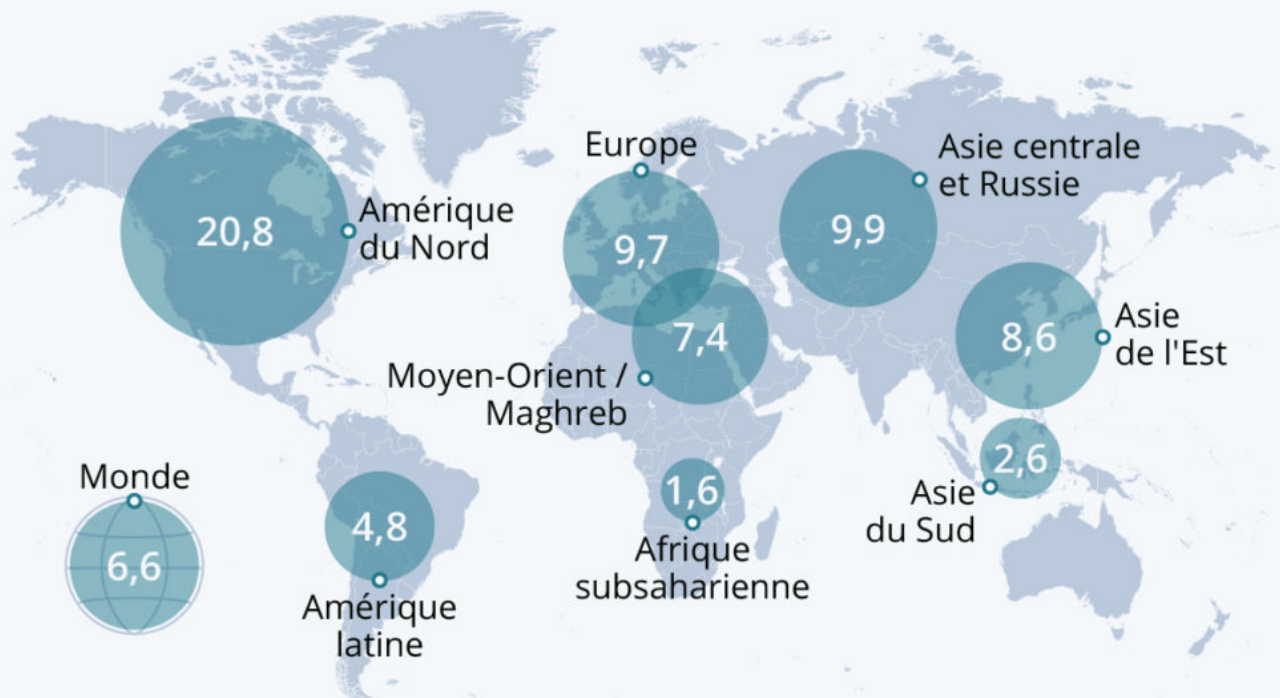 20,8
Amérique
du Nord
Europe
9,7
7,4
Moyen-Orient /
Maghreb
9,9
Asie centrale
et Russie
8,6
Asie
de l'Est
2,6
Asie
du Sud
Monde
6,6
4,8
Amérique
latine
1,6
Afrique
subsaharienne